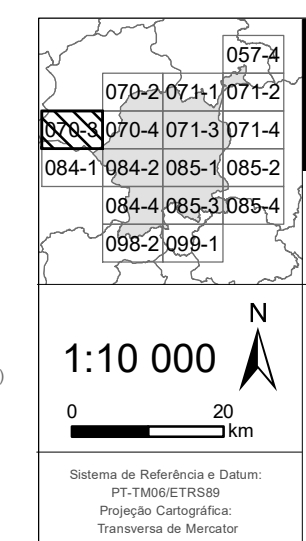 057-4
070-2 071-1 071-2
070-3 070-4 071-3 071-4
084-1 084-2 085-1 085-2
084-4 085-3 085-4
098-2 099-1
N
1:10 000
0 20
km
Sistema de Referência e Datum:
PT-TM06/ETRS89
Projeção Cartográfica:
Transversa de Mercator
)